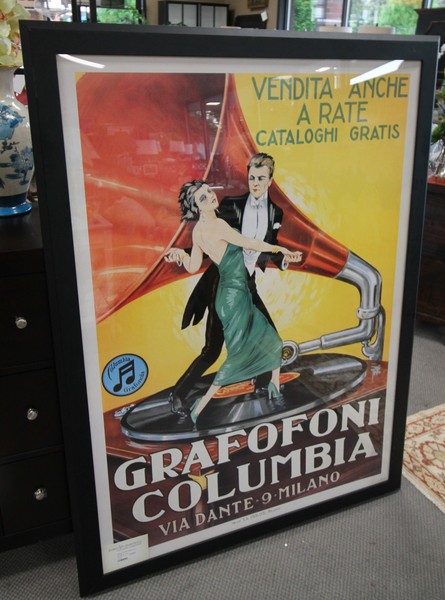 VENDITA ANCHE
A RATE
CATALOGHI GRATIS
GRAFOFONI
COLUMBIA
VIA DANTE·9·MILANO